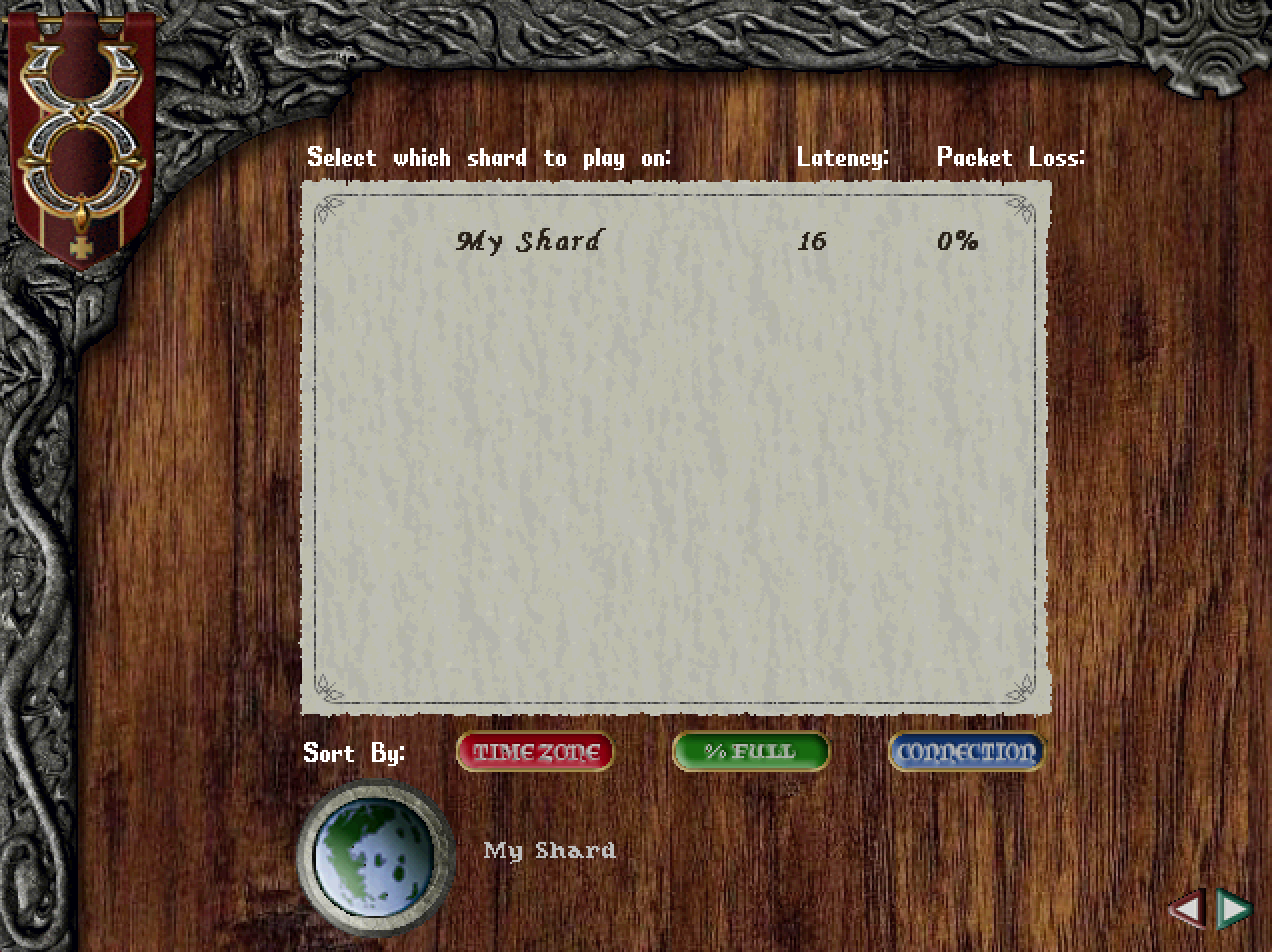 Select which shard to play on: Latency: Packet Loss:
My Shard 16 0%
Sort By: TIME ZONE % FULL CONNECTION
My Shard